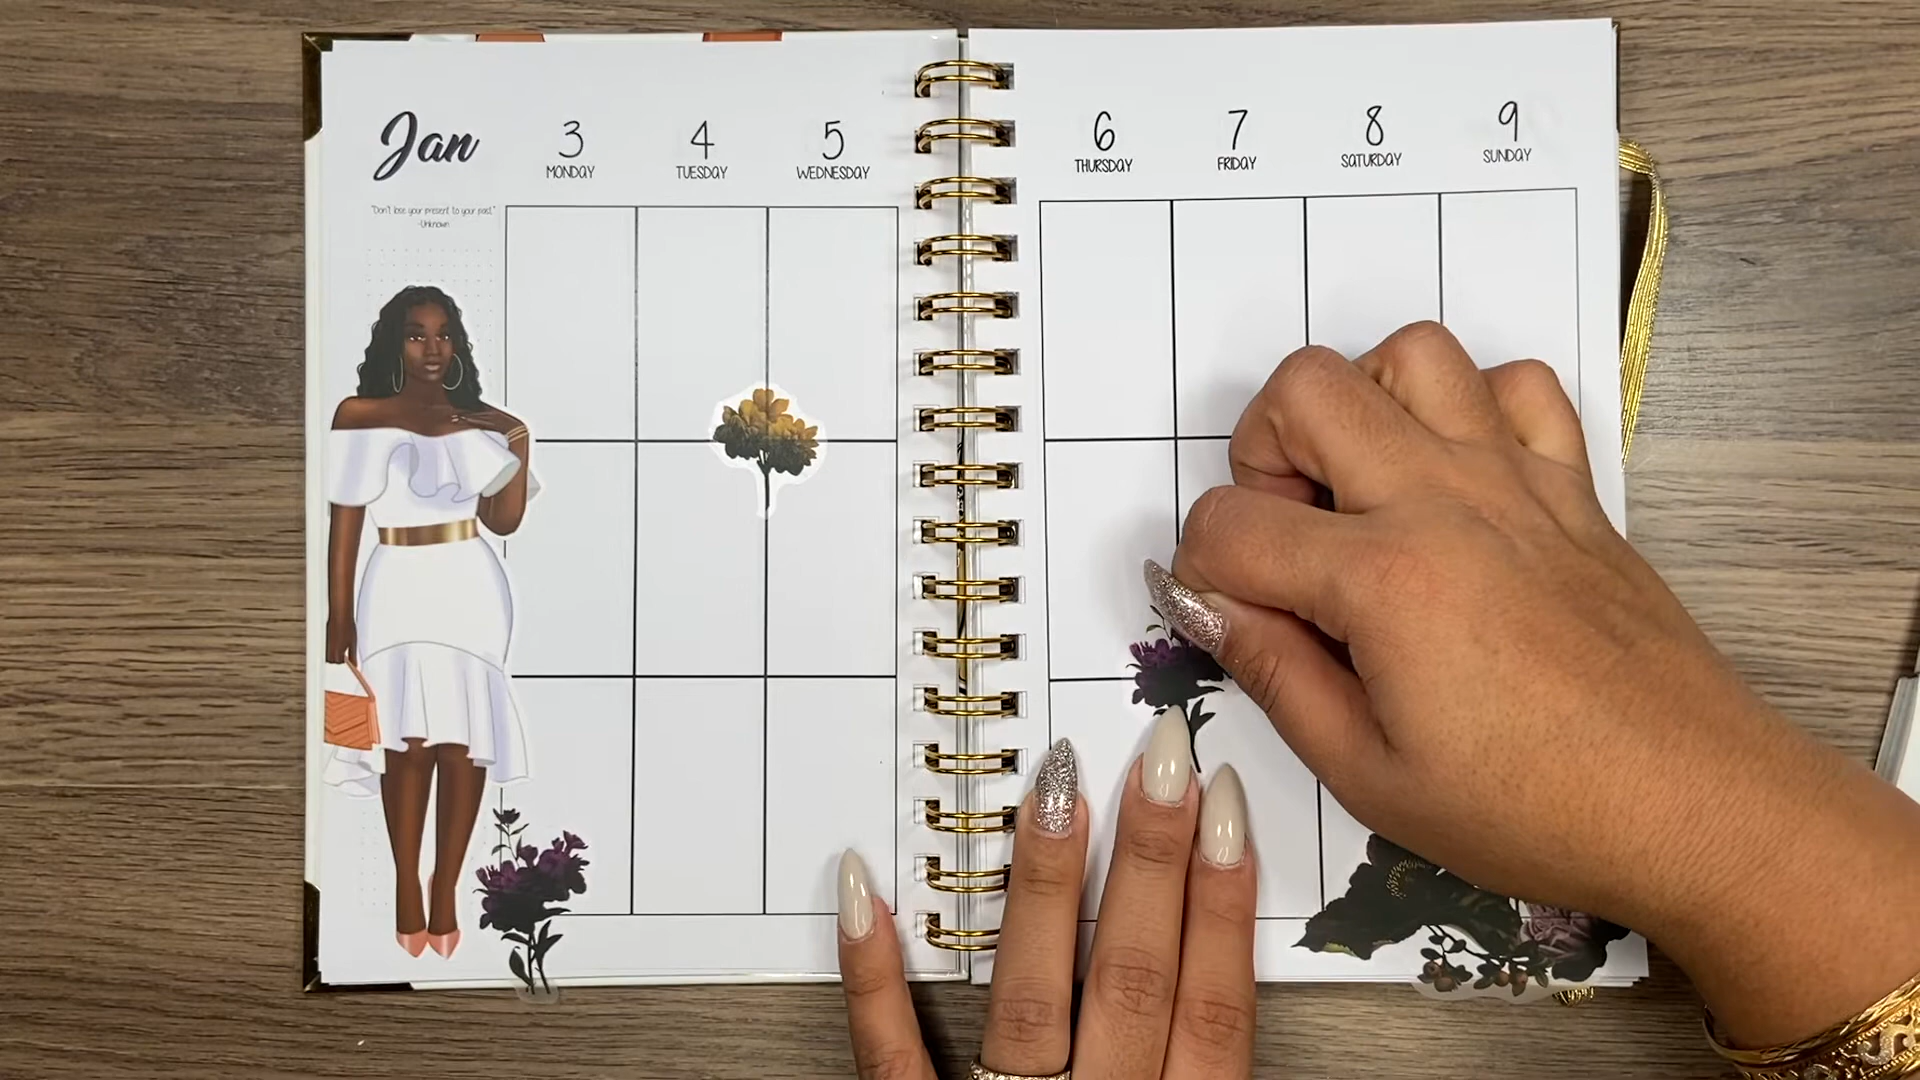 Jan
3 4 5
MONDAY TUESDAY WEDNESDAY
"Don't lose your present to your past."
-Unknown
6 7 8 9
THURSDAY FRIDAY SATURDAY SUNDAY